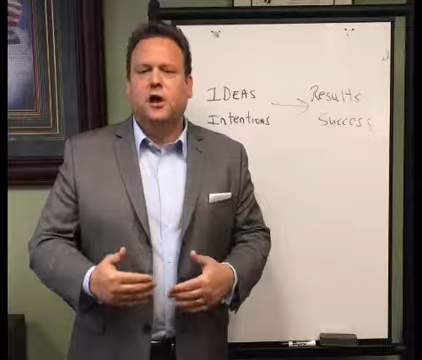 IDEAS → Results
Intentions Success